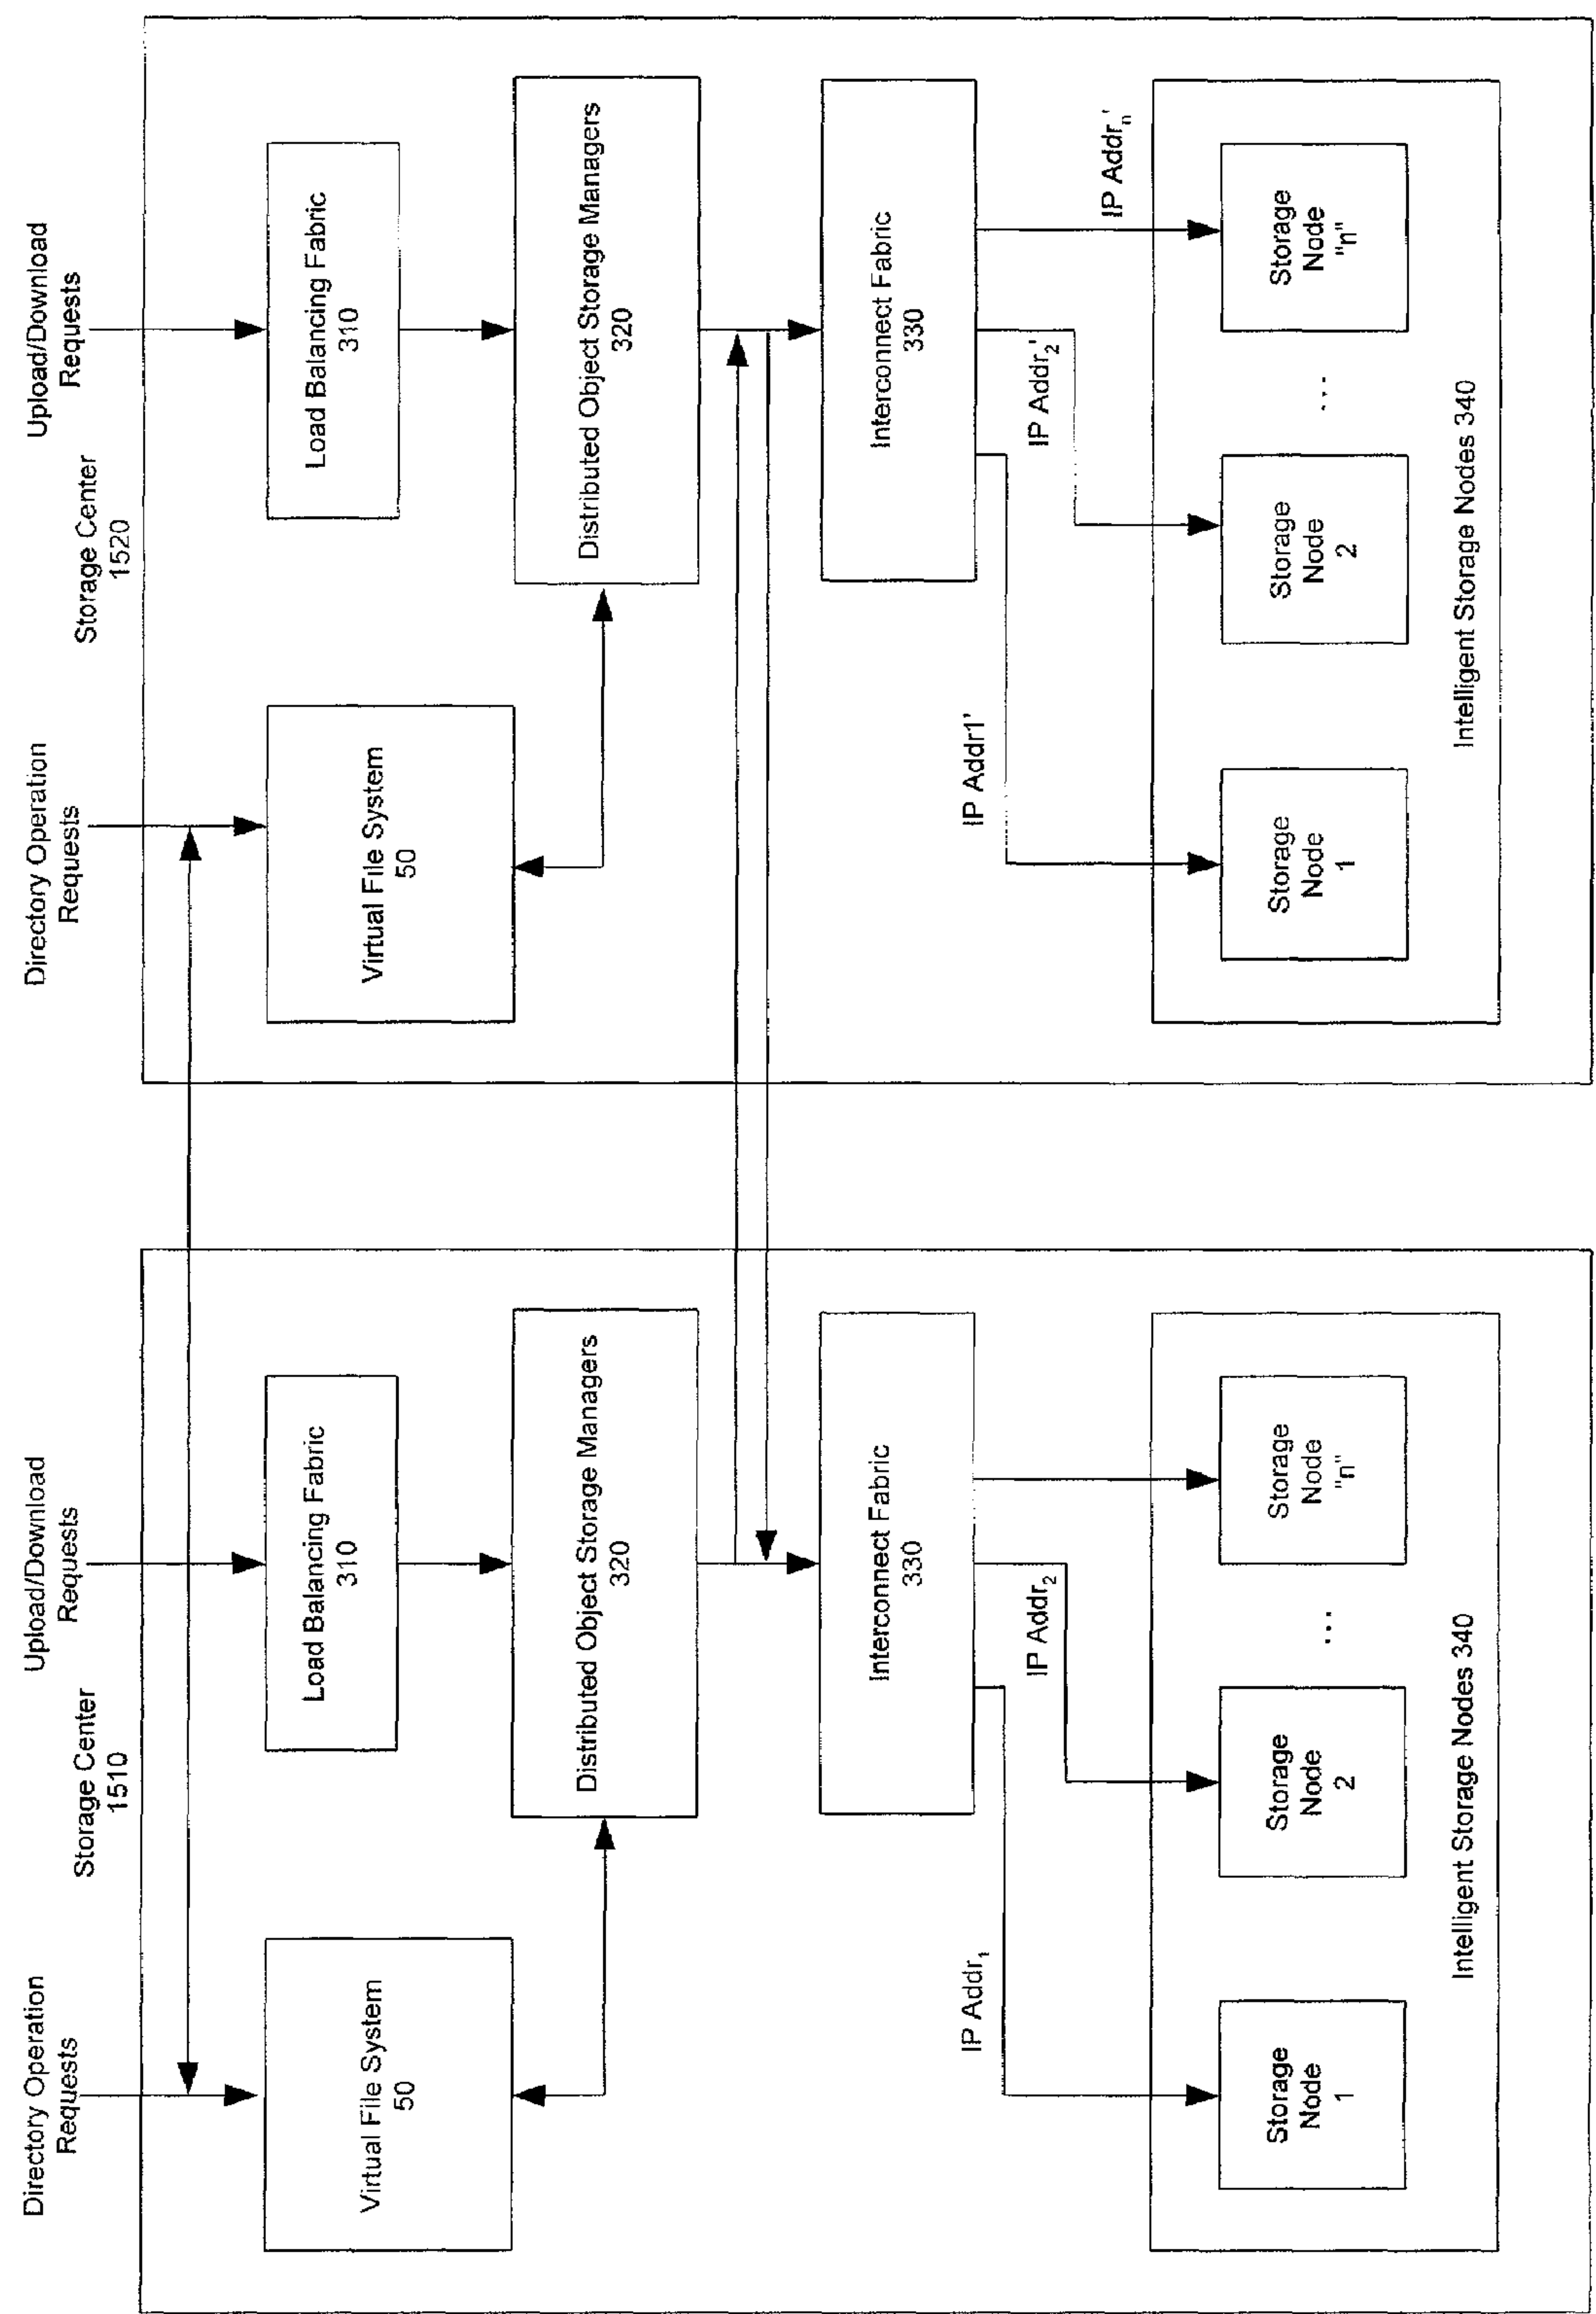 Directory Operation
Requests
Storage Center
1510
Upload/Download
Requests
Virtual File System
50
Load Balancing Fabric
310
Distributed Object Storage Managers
320
Interconnect Fabric
330
IP Addr₁
IP Addr₂
Storage
Node
1
Storage
Node
2
...
Storage
Node
"n"
Intelligent Storage Nodes 340
Directory Operation
Requests
Storage Center
1520
Upload/Download
Requests
Virtual File System
50
Load Balancing Fabric
310
Distributed Object Storage Managers
320
Interconnect Fabric
330
IP Addr1'
IP Addr₂'
IP Addrₙ'
Storage
Node
1
Storage
Node
2
...
Storage
Node
"n"
Intelligent Storage Nodes 340